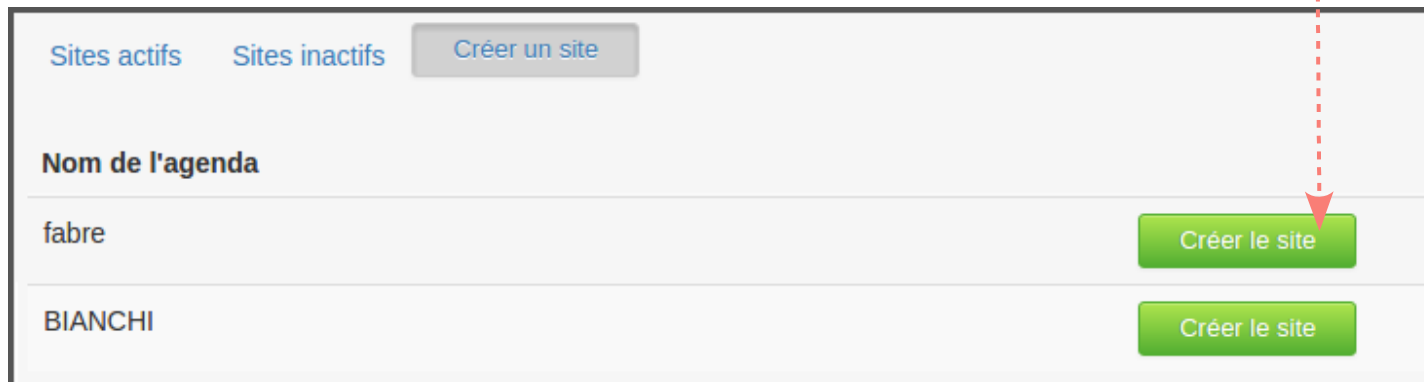 Sites actifs Sites inactifs Créer un site
Nom de l'agenda
fabre Créer le site
BIANCHI Créer le site